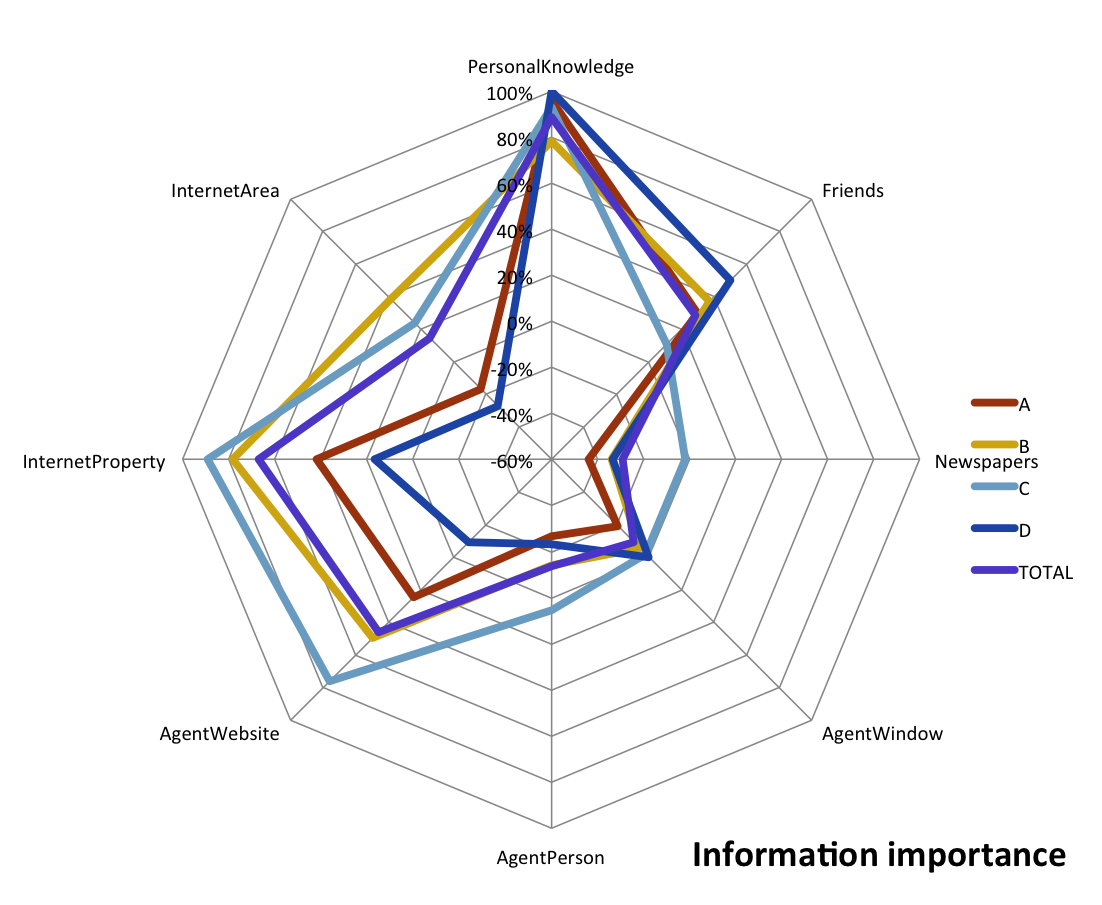 PersonalKnowledge
100%
80%
InternetArea
Friends
60%
40%
20%
0%
-20%
-40%
-60%
InternetProperty
Newspapers
A
B
C
D
TOTAL
AgentWebsite
AgentWindow
AgentPerson
Information importance